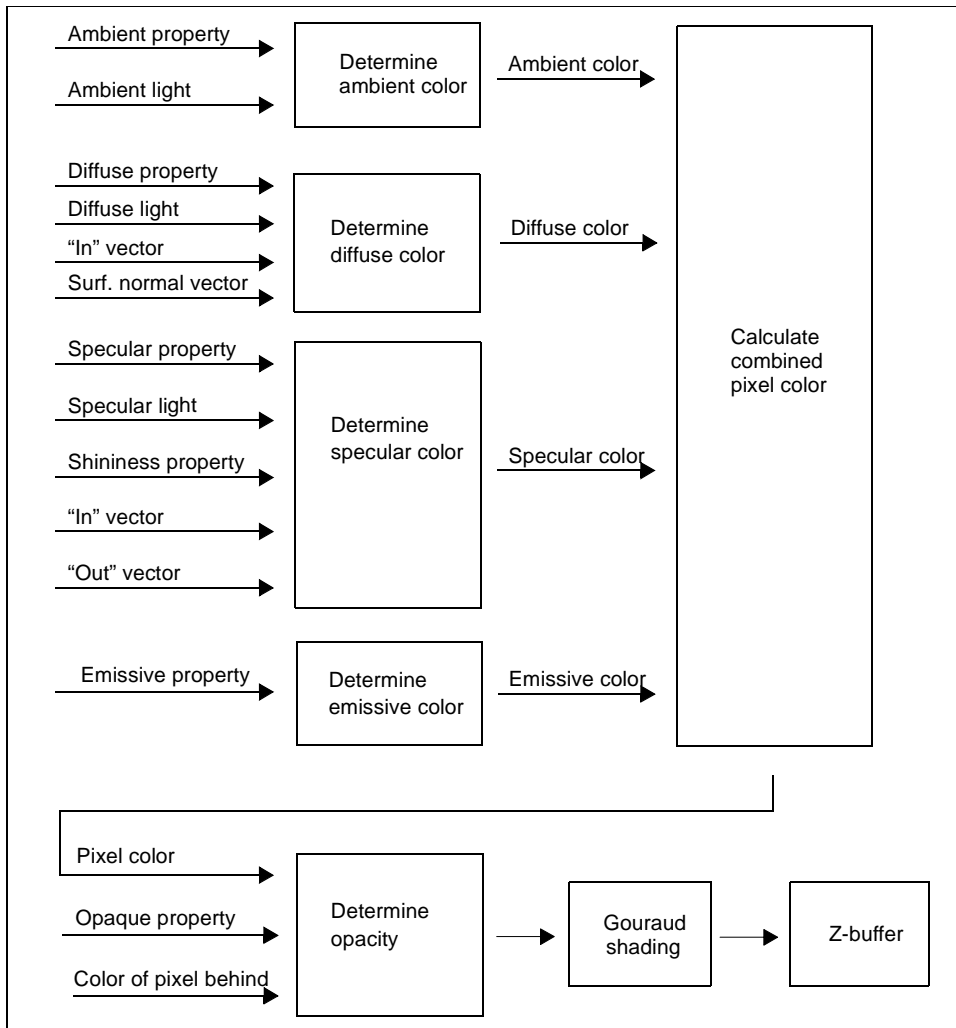 Ambient property
Ambient light
Determine
ambient color
Ambient color
Diffuse property
Diffuse light
“In” vector
Surf. normal vector
Determine
diffuse color
Diffuse color
Specular property
Specular light
Shininess property
“In” vector
“Out” vector
Determine
specular color
Specular color
Emissive property
Determine
emissive color
Emissive color
Calculate
combined
pixel color
Pixel color
Opaque property
Color of pixel behind
Determine
opacity
Gouraud
shading
Z-buffer